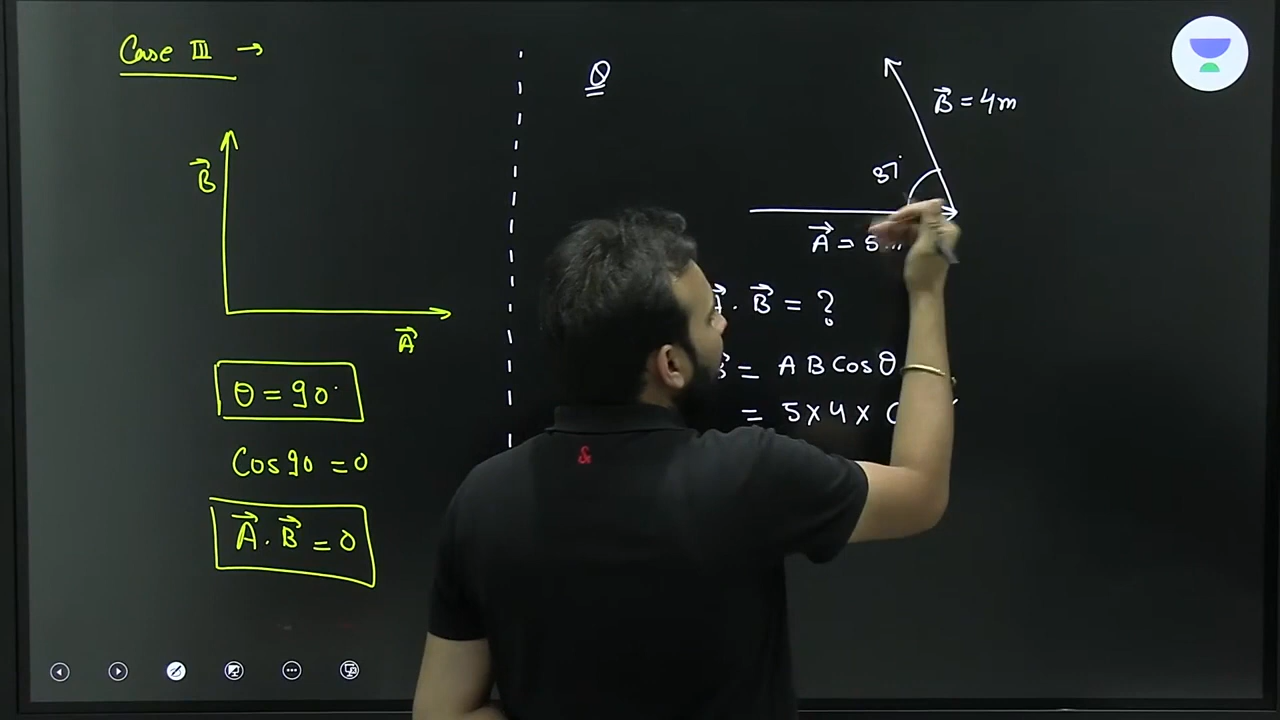 Case III →
B⃗
A⃗
θ = 90°
Cos 90 = 0
A⃗ . B⃗ = 0
Q
B⃗ = 4m
37°
A⃗ = 5
. B⃗ = ?
= A B Cos θ
= 5 × 4 ×